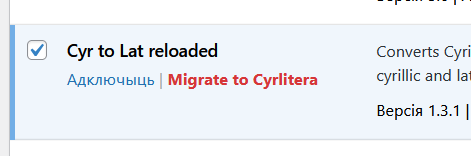 Cyr to Lat reloaded
Адключыць | Migrate to Cyrlitera
Converts Cyri
cyrillic and lat
Версія 1.3.1 |